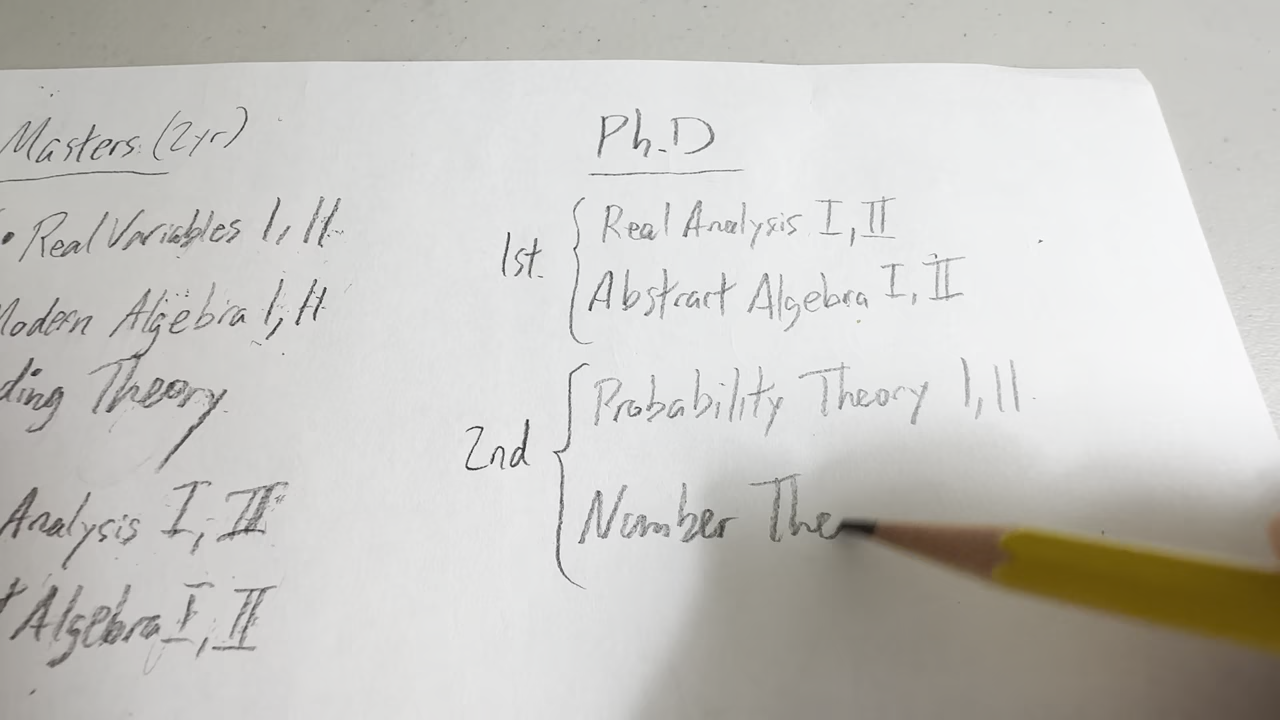 Masters (2yr)
• Real Variables I, II
Modern Algebra I, II
ding Theory
Analysis I, II
Algebra I, II
Ph.D
1st.
Real Analysis I, II
Abstract Algebra I, II
2nd
Probability Theory I, II
Number The